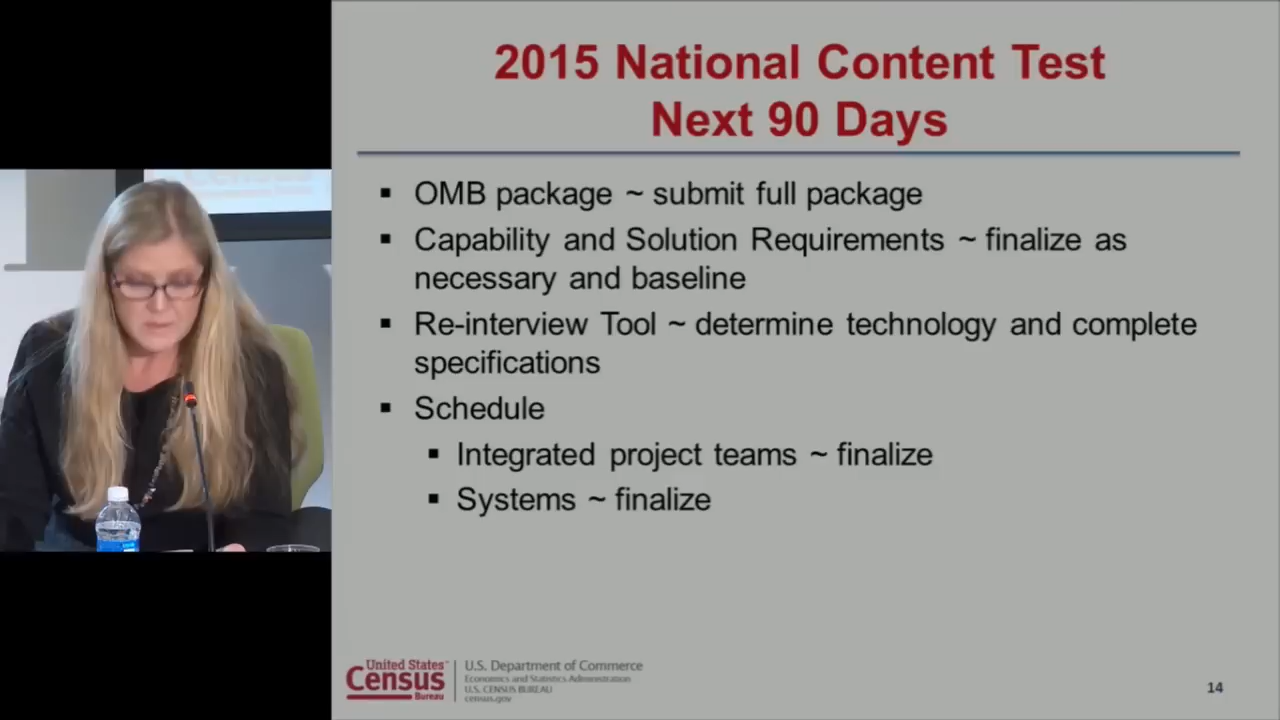 2015 National Content Test
Next 90 Days
▪ OMB package ~ submit full package
▪ Capability and Solution Requirements ~ finalize as
necessary and baseline
▪ Re-interview Tool ~ determine technology and complete
specifications
▪ Schedule
▪ Integrated project teams ~ finalize
▪ Systems ~ finalize
United States™
Census
Bureau
U.S. Department of Commerce
Economics and Statistics Administration
U.S. CENSUS BUREAU
census.gov
14